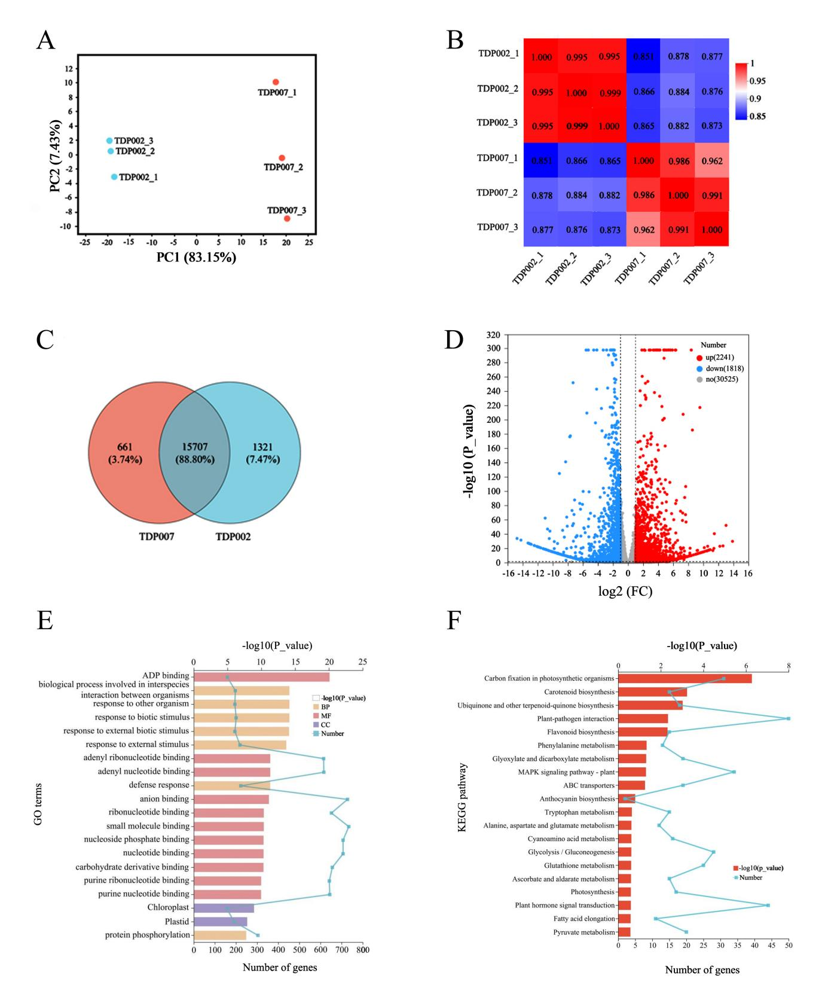 A
12
10
8
6
4
2
0
-2
-4
-6
-8
-10
-25 -20 -15 -10 -5 0 5 10 15 20 25
PC1 (83.15%)
PC2 (7.43%)
TDP007_1
TDP002_3
TDP002_2
TDP002_1
TDP007_2
TDP007_3
B
TDP002_1 1.000 0.995 0.995 0.851 0.878 0.877
TDP002_2 0.995 1.000 0.999 0.866 0.884 0.876
TDP002_3 0.995 0.999 1.000 0.865 0.882 0.873
TDP007_1 0.851 0.866 0.865 1.000 0.986 0.962
TDP007_2 0.878 0.884 0.882 0.986 1.000 0.991
TDP007_3 0.877 0.876 0.873 0.962 0.991 1.000
TDP002_1 TDP002_2 TDP002_3 TDP007_1 TDP007_2 TDP007_3
1
0.95
0.9
0.85
C
661 15707 1321
(3.74%) (88.80%) (7.47%)
TDP007 TDP002
D
320
300
280
260
240
220
200
180
160
140
120
100
80
60
40
20
0
-16 -14 -12 -10 -8 -6 -4 -2 0 2 4 6 8 10 12 14 16
log2 (FC)
-log10 (P_value)
Number
up(2241)
down(1818)
no(30525)
E
-log10(P_value)
0 5 10 15 20 25
ADP binding
biological process involved in interspecies
interaction between organisms
response to other organism
response to biotic stimulus
response to external biotic stimulus
response to external stimulus
adenyl ribonucleotide binding
adenyl nucleotide binding
defense response
anion binding
ribonucleotide binding
small molecule binding
nucleoside phosphate binding
nucleotide binding
carbohydrate derivative binding
purine ribonucleotide binding
purine nucleotide binding
Chloroplast
Plastid
protein phosphorylation
0 100 200 300 400 500 600 700 800
Number of genes
GO terms
-log10(P_value)
BP
MF
CC
Number
F
-log10(P_value)
0 2 4 6 8
Carbon fixation in photosynthetic organisms
Carotenoid biosynthesis
Ubiquinone and other terpenoid-quinone biosynthesis
Plant-pathogen interaction
Flavonoid biosynthesis
Phenylalanine metabolism
Glyoxylate and dicarboxylate metabolism
MAPK signaling pathway - plant
ABC transporters
Anthocyanin biosynthesis
Tryptophan metabolism
Alanine, aspartate and glutamate metabolism
Cyanoamino acid metabolism
Glycolysis / Gluconeogenesis
Glutathione metabolism
Ascorbate and aldarate metabolism
Photosynthesis
Plant hormone signal transduction
Fatty acid elongation
Pyruvate metabolism
0 5 10 15 20 25 30 35 40 45 50
Number of genes
KEGG pathway
-log10(p_value)
Number